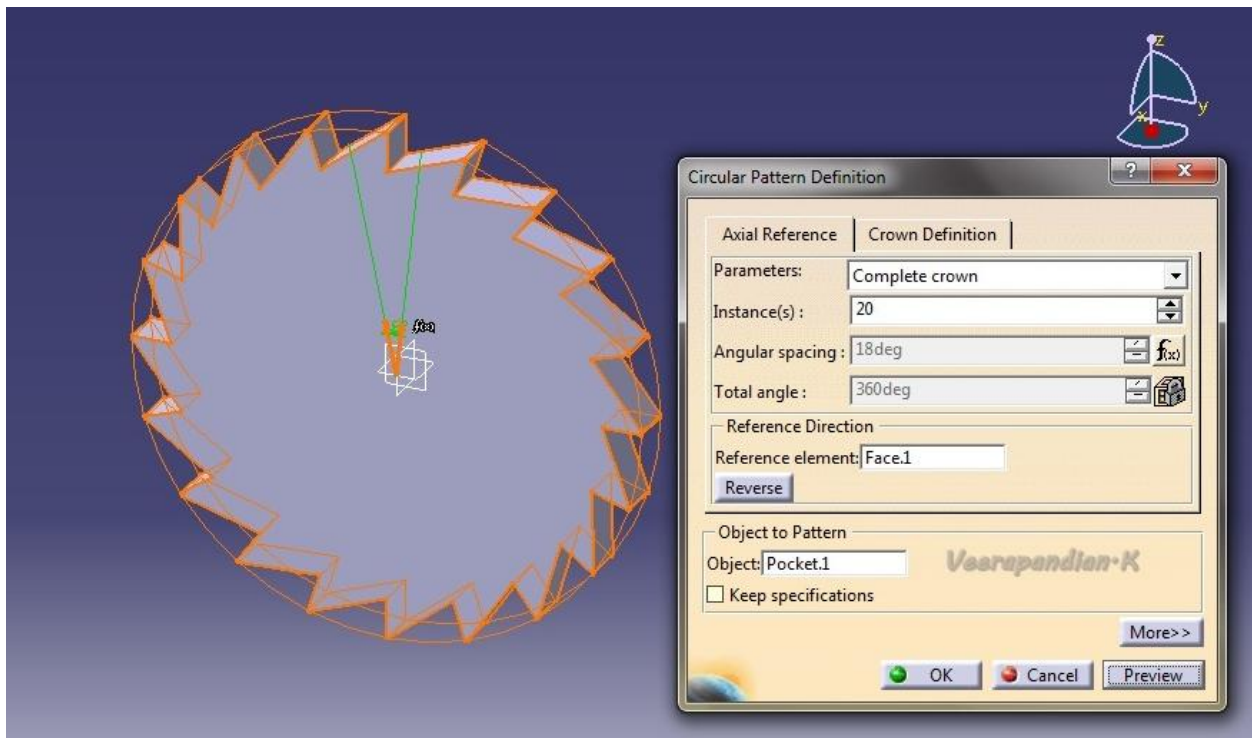 z
y
x
f(x)
Circular Pattern Definition
? X
Axial Reference Crown Definition
Parameters: Complete crown
Instance(s) : 20
Angular spacing : 18deg f(x)
Total angle : 360deg
Reference Direction
Reference element: Face.1
Reverse
Object to Pattern
Object: Pocket.1 Veerapandian·K
Keep specifications
More>>
OK Cancel Preview